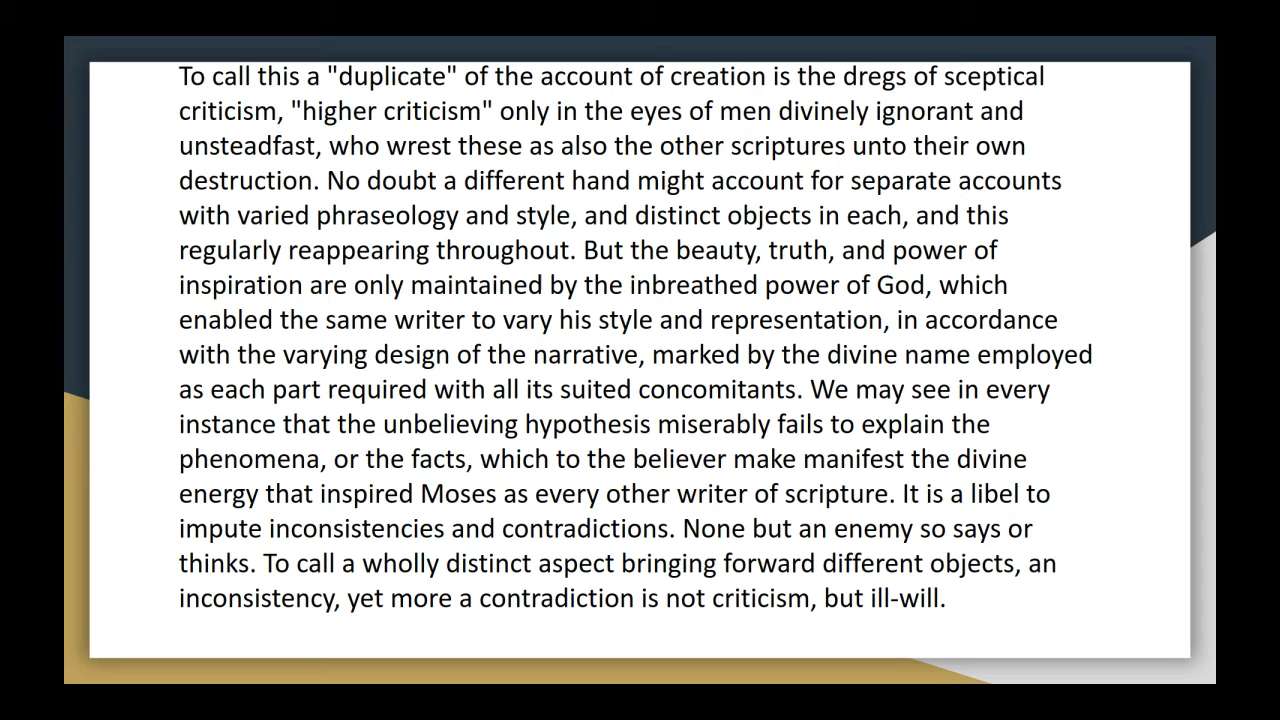 To call this a "duplicate" of the account of creation is the dregs of sceptical
criticism, "higher criticism" only in the eyes of men divinely ignorant and
unsteadfast, who wrest these as also the other scriptures unto their own
destruction. No doubt a different hand might account for separate accounts
with varied phraseology and style, and distinct objects in each, and this
regularly reappearing throughout. But the beauty, truth, and power of
inspiration are only maintained by the inbreathed power of God, which
enabled the same writer to vary his style and representation, in accordance
with the varying design of the narrative, marked by the divine name employed
as each part required with all its suited concomitants. We may see in every
instance that the unbelieving hypothesis miserably fails to explain the
phenomena, or the facts, which to the believer make manifest the divine
energy that inspired Moses as every other writer of scripture. It is a libel to
impute inconsistencies and contradictions. None but an enemy so says or
thinks. To call a wholly distinct aspect bringing forward different objects, an
inconsistency, yet more a contradiction is not criticism, but ill-will.